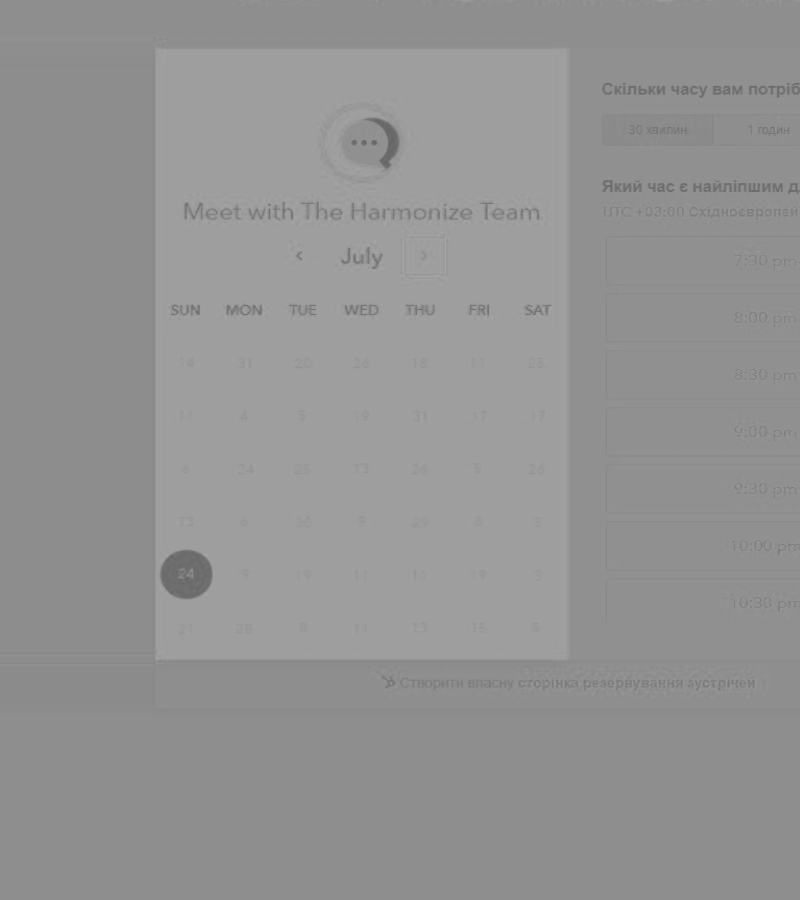 Meet with The Harmonize Team
July
SUN MON TUE WED THU FRI SAT
14 31 20 26 18 11 25
11 4 5 19 31 17 17
6 24 25 13 26 5 26
13 6 30 9 29 8 3
24 9 19 11 11 19 3
21 28 8 11 13 15 5
Скільки часу вам потріб
30 хвилин 1 годин
Який час є найліпшим д
UTC +03:00 Східноєвропей
7:30 pm
8:00 pm
8:30 pm
9:00 pm
9:30 pm
10:00 pm
10:30 pm
Створити власну сторінка резервування зустрічей